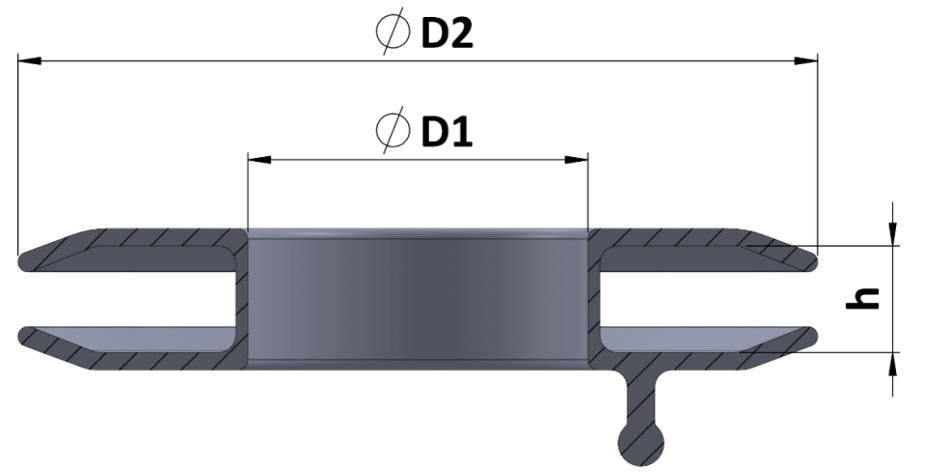 ∅ D2
∅ D1
h